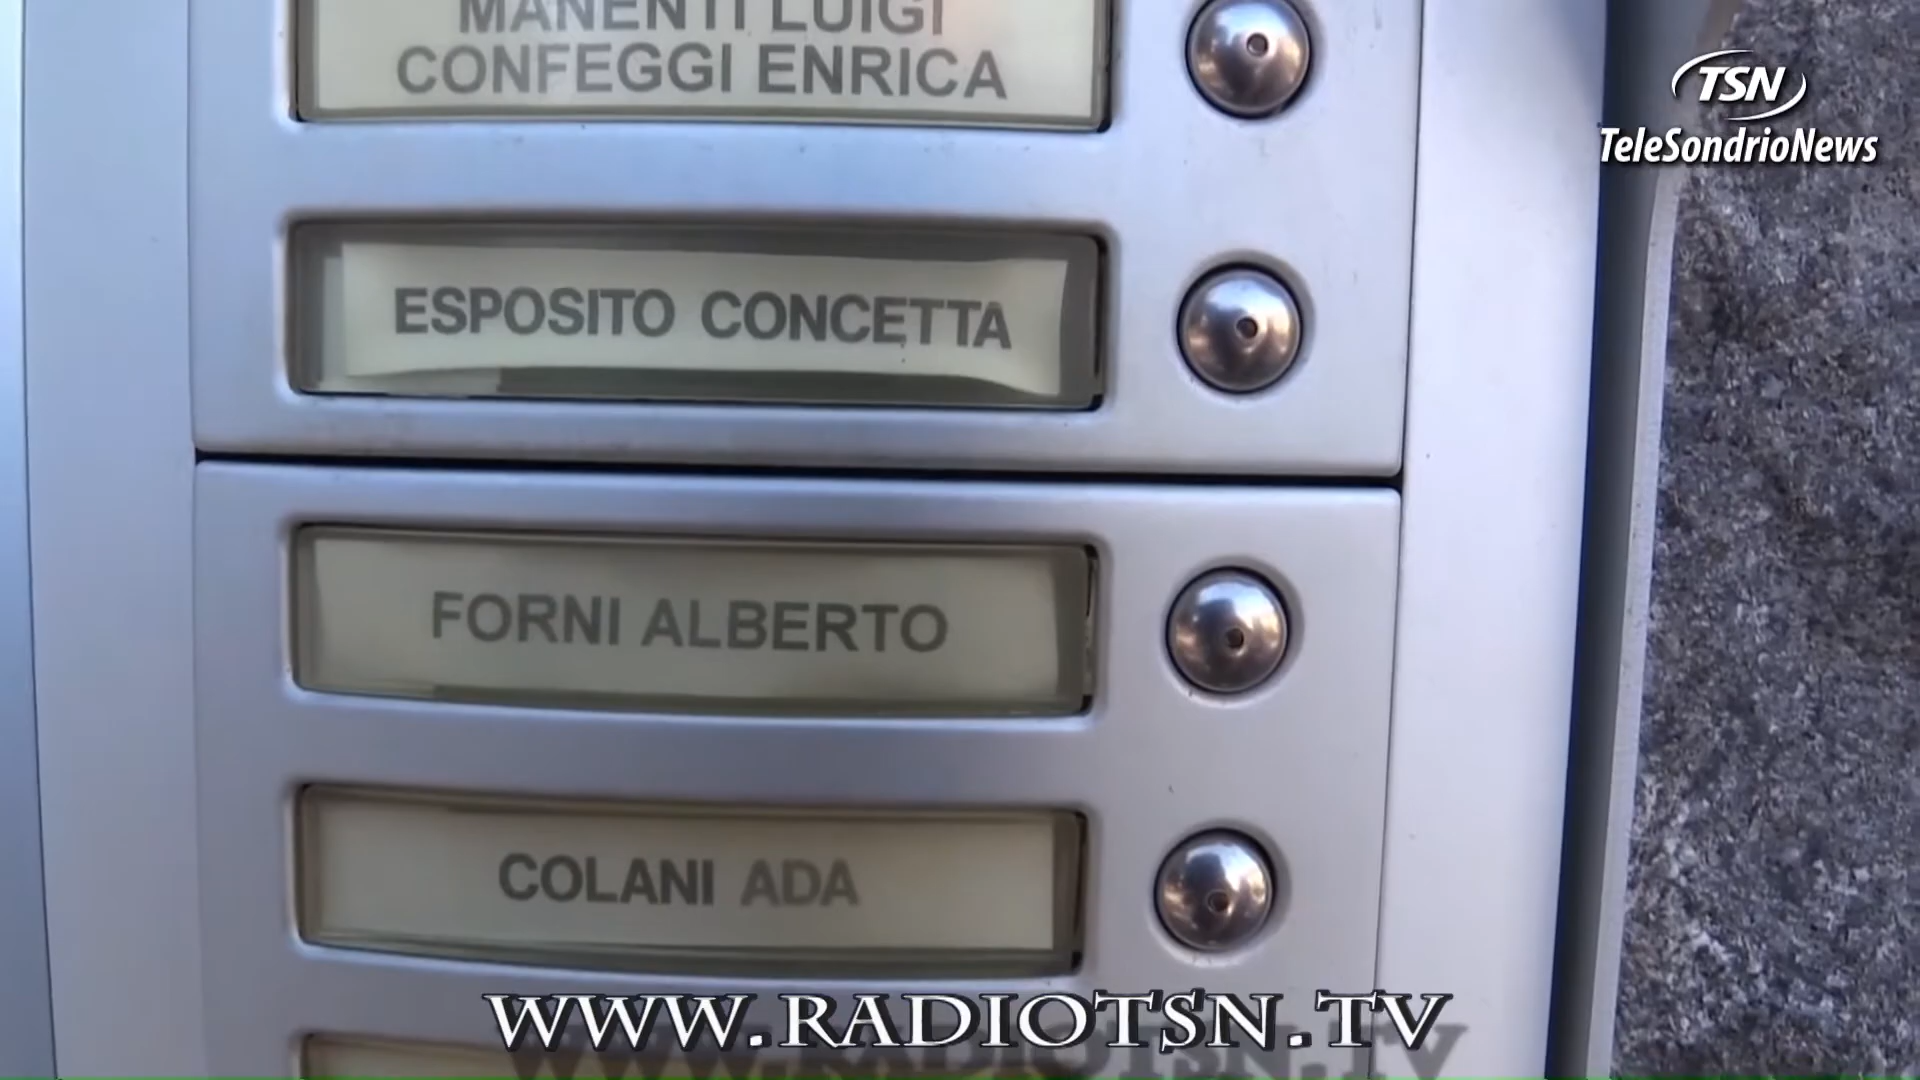 MANENTI LUIGI
CONFEGGI ENRICA
TSN
TeleSondrioNews
ESPOSITO CONCETTA
FORNI ALBERTO
COLANI ADA
WWW.RADIOTSN.TV